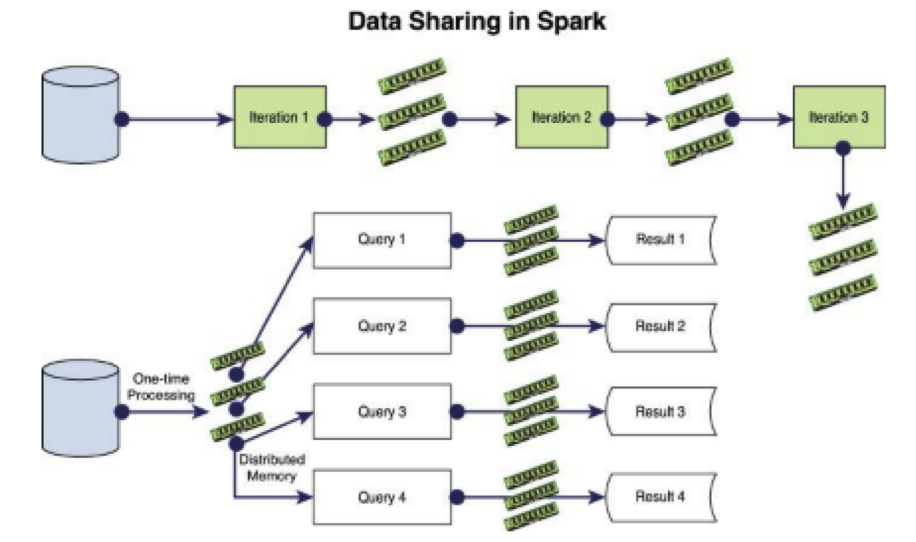 Data Sharing in Spark
Iteration 1
Iteration 2
Iteration 3
Query 1
Result 1
Query 2
Result 2
One-time
Processing
Query 3
Result 3
Distributed
Memory
Query 4
Result 4